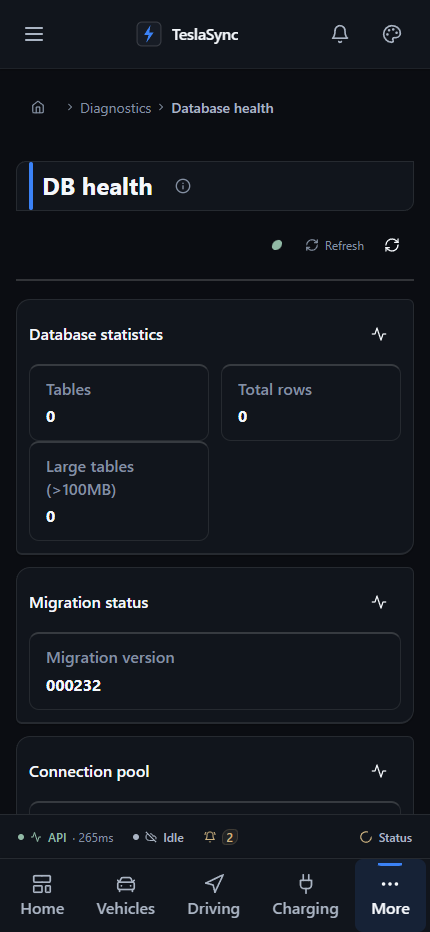 TeslaSync
Diagnostics Database health
DB health
Refresh
Database statistics
Tables
0
Total rows
0
Large tables
(>100MB)
0
Migration status
Migration version
000232
Connection pool
API · 265ms Idle 2 Status
Home Vehicles Driving Charging More